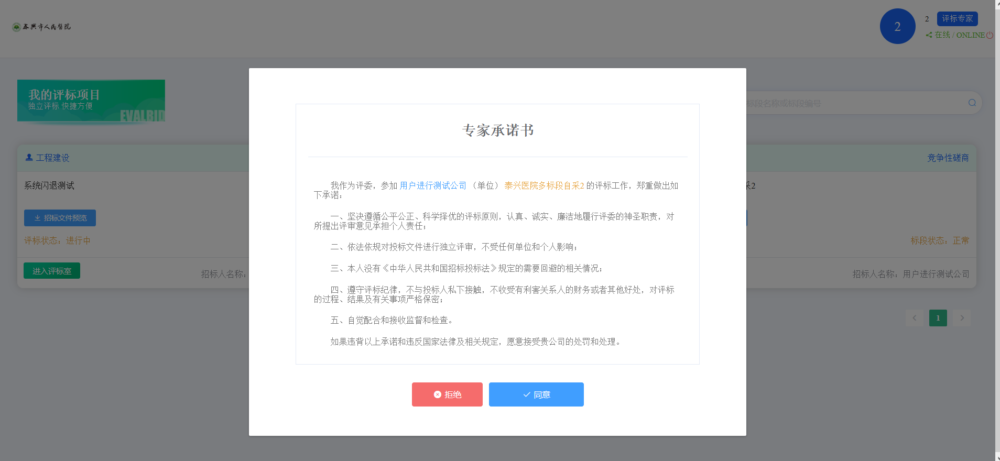 泰興市人民醫院
2
2 评标专家
在线 / ONLINE
我的评标项目
独立评标 快捷方便
EVALBID
标段名称或标段编号
工程建设
竞争性磋商
系统闪退测试
采2
招标文件预览
评标状态：进行中
标段状态：正常
进入评标室
招标人名称：
招标人名称：用户进行测试公司
1
专家承诺书
我作为评委，参加 用户进行测试公司 （单位） 泰兴医院多标段自采2 的评标工作，郑重做出如
下承诺：
一、坚决遵循公平公正、科学择优的评标原则，认真、诚实、廉洁地履行评委的神圣职责，对
所提出评审意见承担个人责任；
二、依法依规对投标文件进行独立评审，不受任何单位和个人影响；
三、本人没有《中华人民共和国招标投标法》规定的需要回避的相关情况；
四、遵守评标纪律，不与投标人私下接触，不收受有利害关系人的财务或者其他好处，对评标
的过程、结果及有关事项严格保密；
五、自觉配合和接收监督和检查。
如果违背以上承诺和违反国家法律及相关规定，愿意接受贵公司的处罚和处理。
拒绝
同意